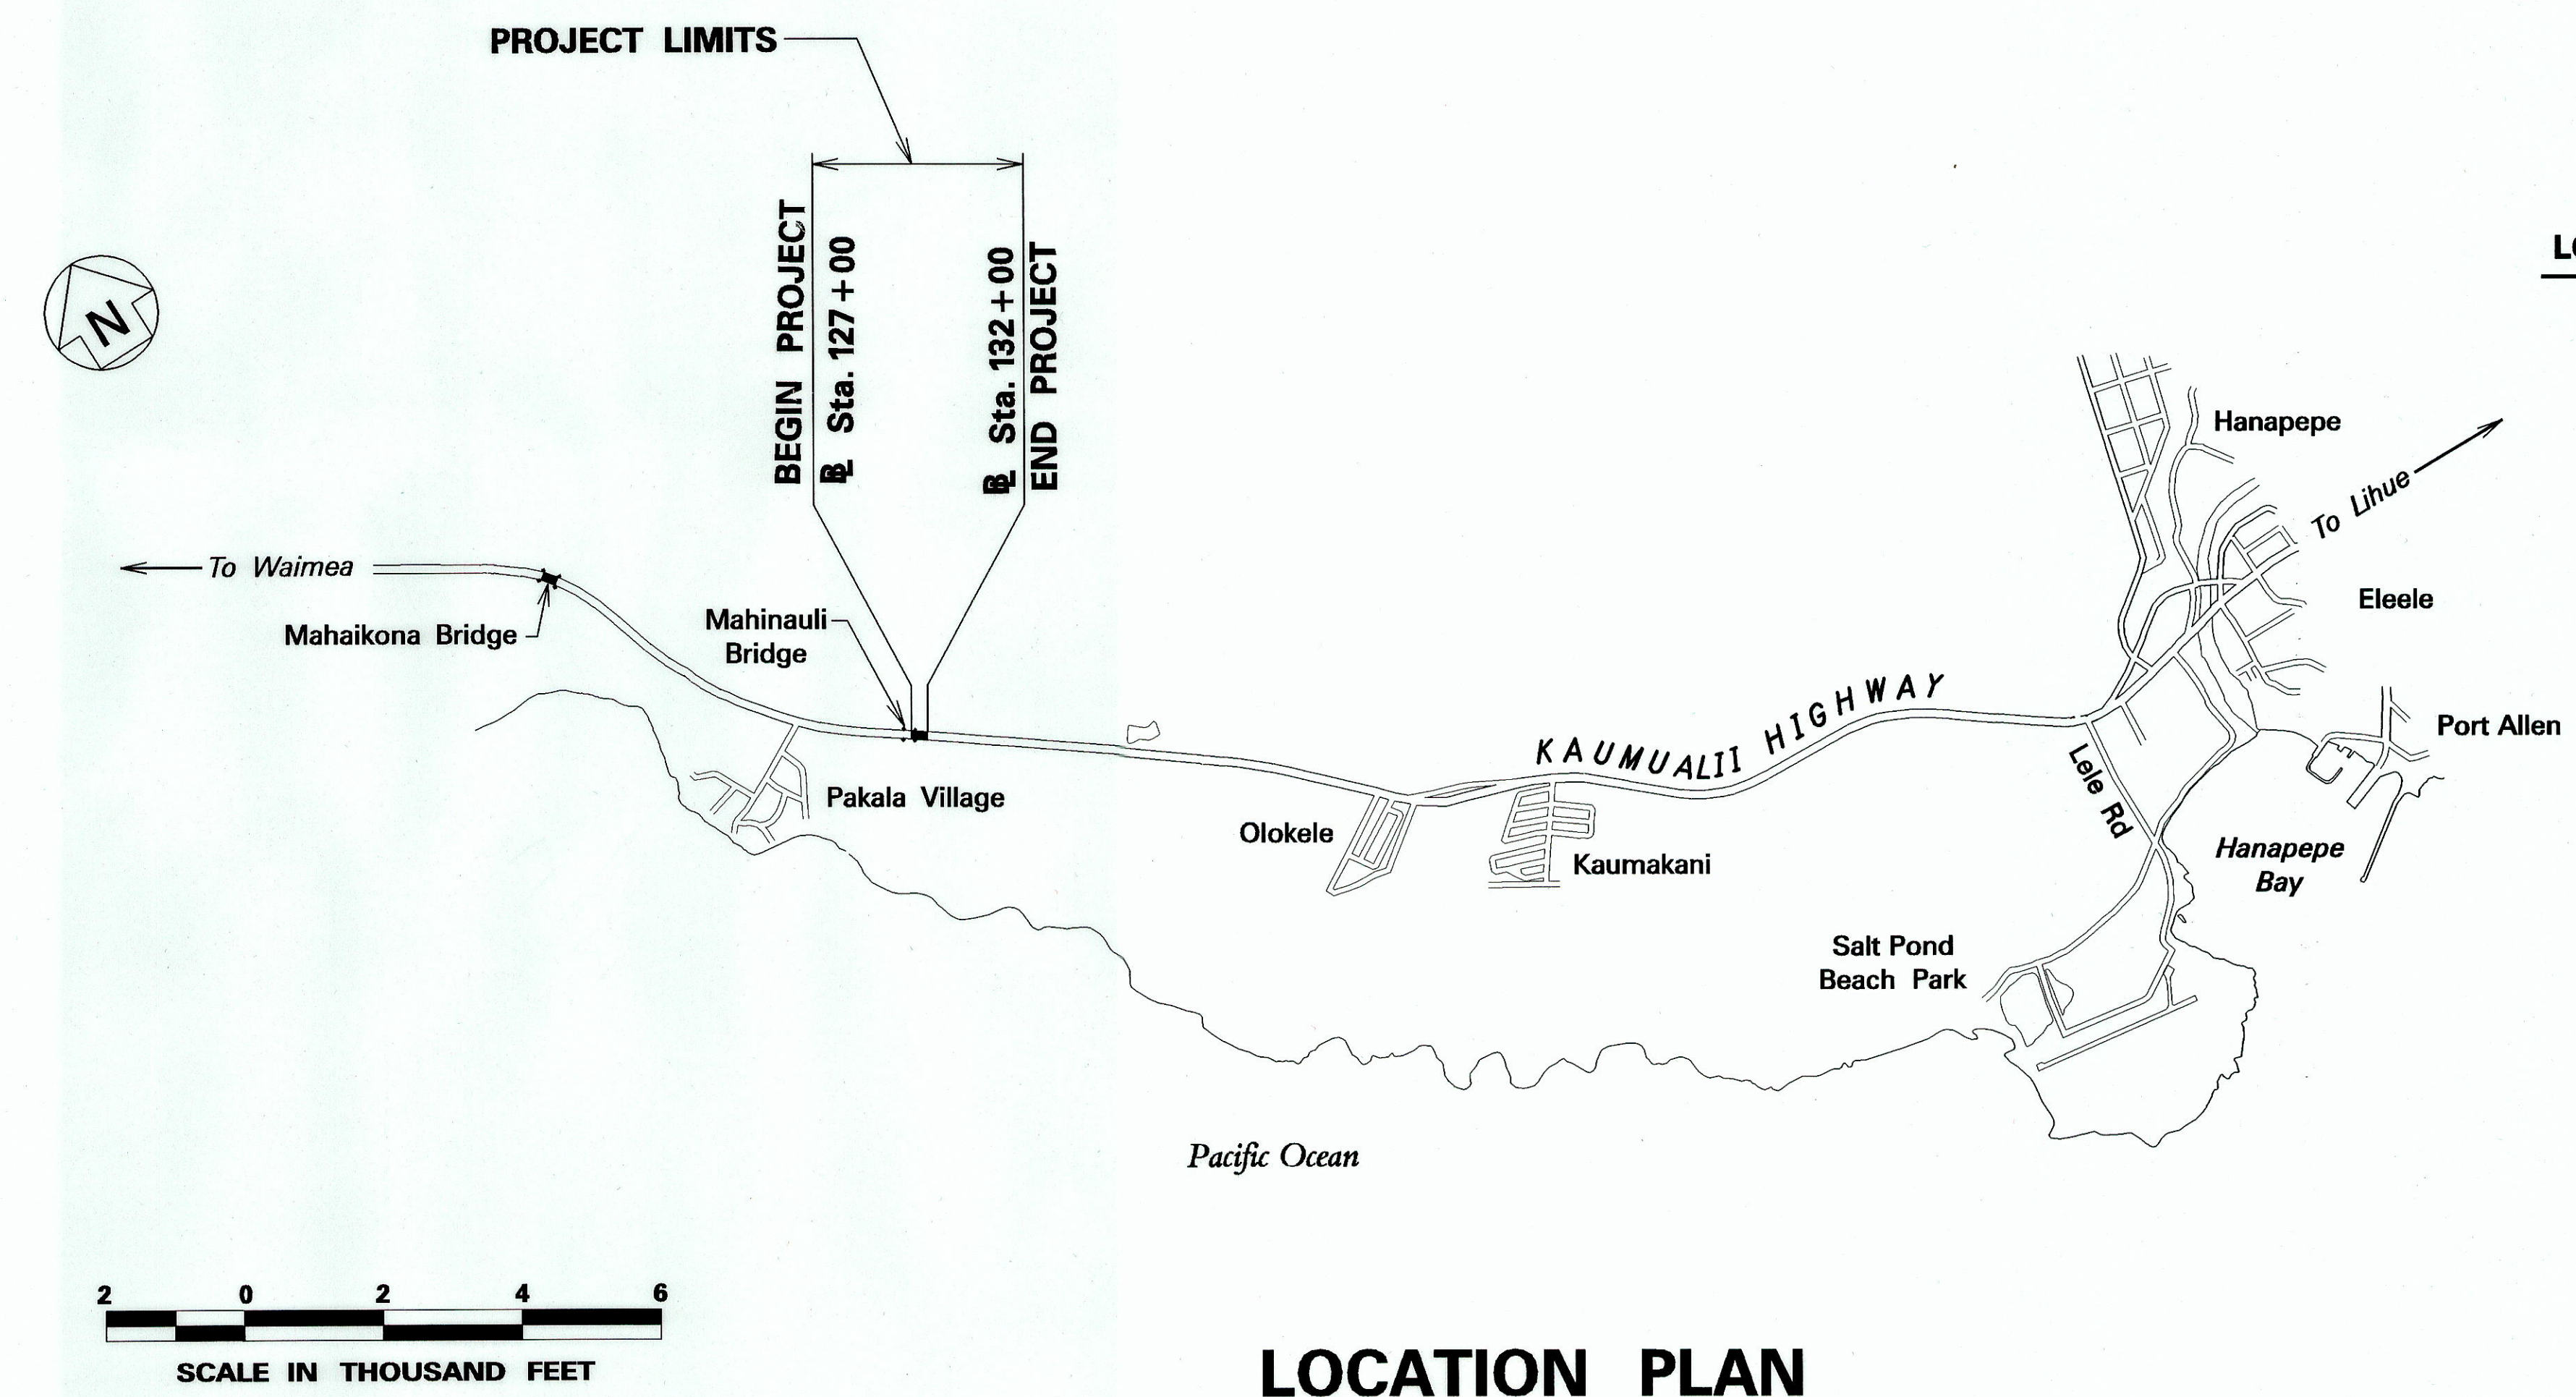 PROJECT LIMITS
BEGIN PROJECT
BL Sta. 127+00
BL Sta. 132+00
END PROJECT
N
Hanapepe
To Lihue
To Waimea
Eleele
Mahaikona Bridge
Mahinauli
Bridge
KAUMUALII HIGHWAY
Port Allen
Pakala Village
Lele Rd
Olokele
Kaumakani
Hanapepe
Bay
Salt Pond
Beach Park
Pacific Ocean
2 0 2 4 6
SCALE IN THOUSAND FEET
LOCATION PLAN